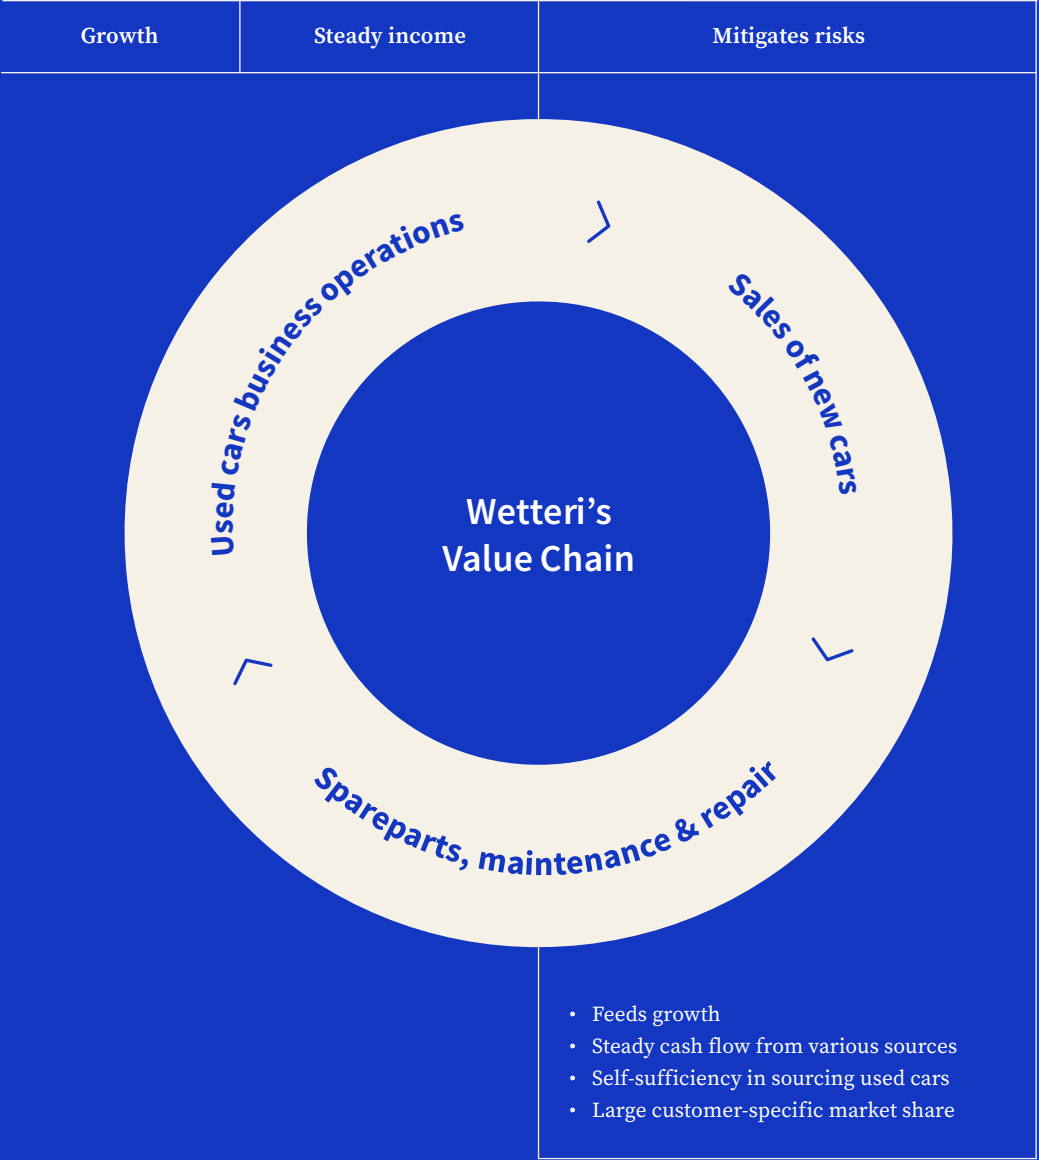 Growth
Steady income
Mitigates risks
Used cars business operations
Sales of new cars
Wetteri’s
Value Chain
Spareparts, maintenance & repair
• Feeds growth
• Steady cash flow from various sources
• Self-sufficiency in sourcing used cars
• Large customer-specific market share